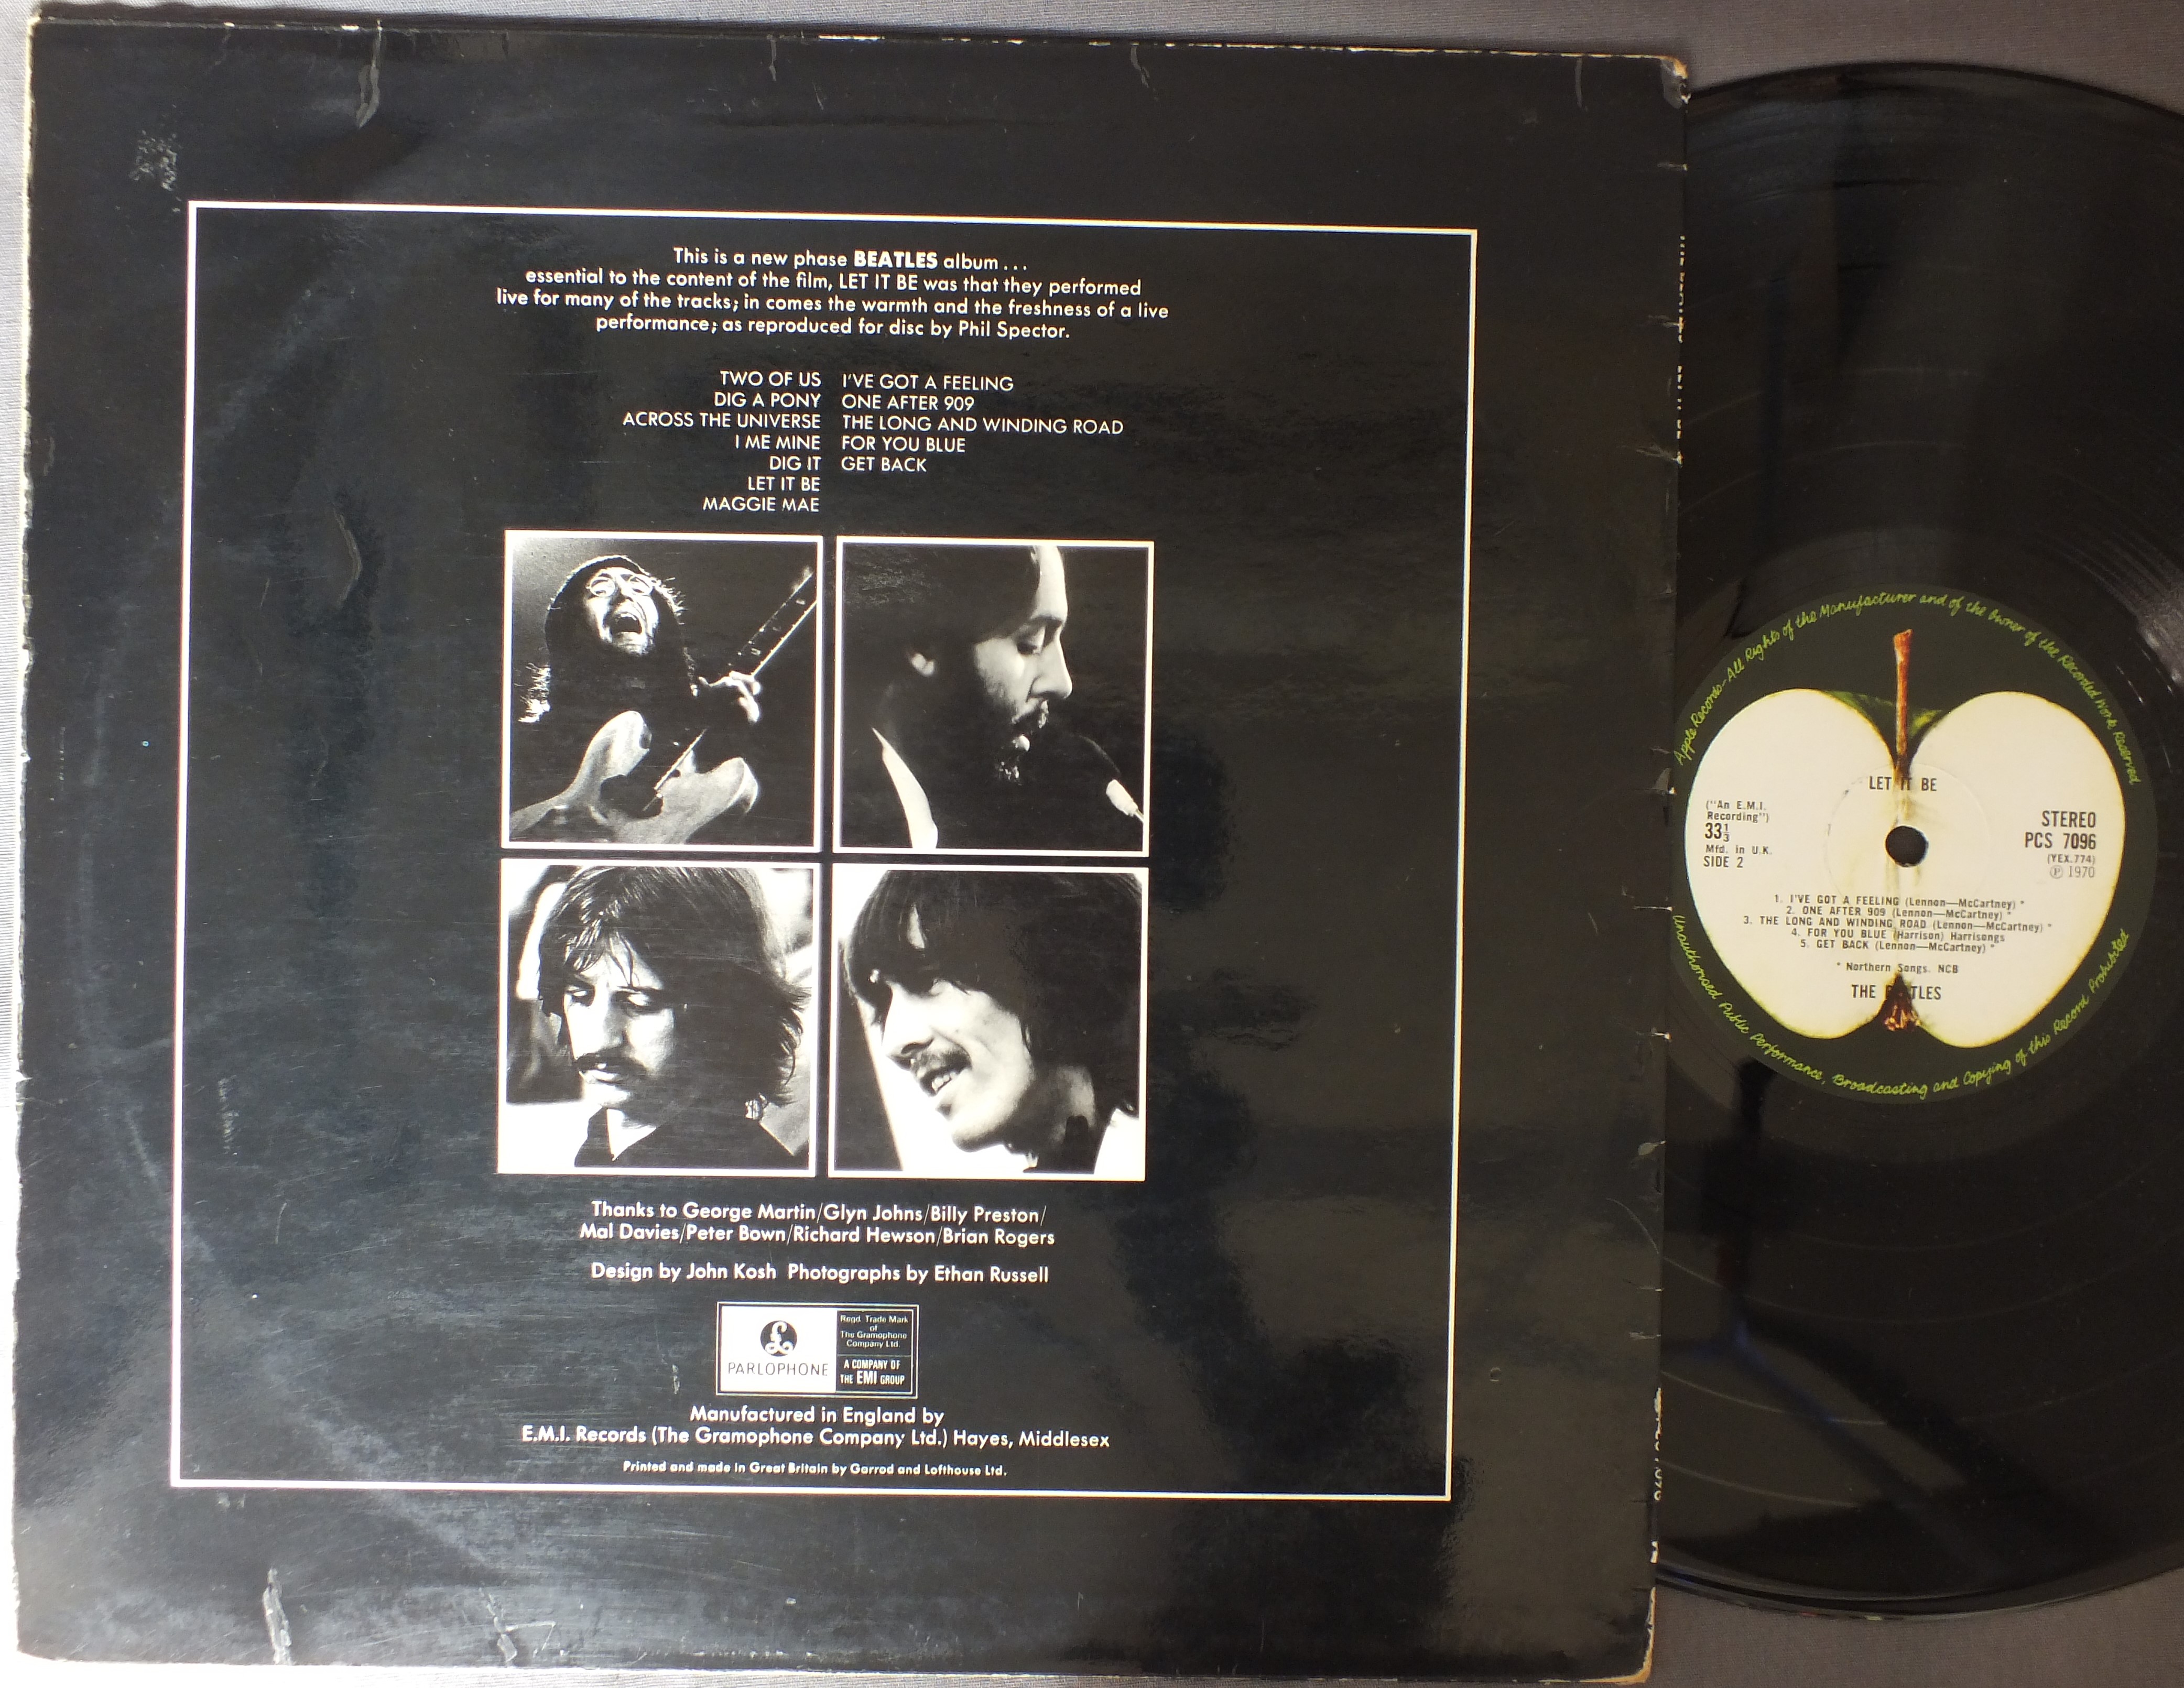 This is a new phase BEATLES album . . .
essential to the content of the film, LET IT BE was that they performed
live for many of the tracks; in comes the warmth and the freshness of a live
performance; as reproduced for disc by Phil Spector.
TWO OF US
DIG A PONY
ACROSS THE UNIVERSE
I ME MINE
DIG IT
LET IT BE
MAGGIE MAE
I'VE GOT A FEELING
ONE AFTER 909
THE LONG AND WINDING ROAD
FOR YOU BLUE
GET BACK
Thanks to George Martin/Glyn Johns/Billy Preston/
Mal Davies/Peter Bown/Richard Hewson/Brian Rogers
Design by John Kosh Photographs by Ethan Russell
PARLOPHONE
Regd. Trade Mark
of
The Gramophone
Company Ltd
A COMPANY OF
THE EMI GROUP
Manufactured in England by
E.M.I. Records (The Gramophone Company Ltd.) Hayes, Middlesex
Printed and made in Great Britain by Garrod and Lofthouse Ltd.
Apple Records-All Rights of the Manufacturer and of the Owner of the Recorded Work Reserved
LET IT BE
("An E.M.I.
Recording")
33⅓
Mfd. in U.K.
SIDE 2
STEREO
PCS 7096
(YEX.774)
℗ 1970
1. I'VE GOT A FEELING (Lennon—McCartney) *
2. ONE AFTER 909 (Lennon—McCartney) *
3. THE LONG AND WINDING ROAD (Lennon—McCartney) *
4. FOR YOU BLUE (Harrison) Harrisongs
5. GET BACK (Lennon—McCartney) *
* Northern Songs. NCB
THE BEATLES
Unauthorised Public Performance, Broadcasting and Copying of this Record Prohibited